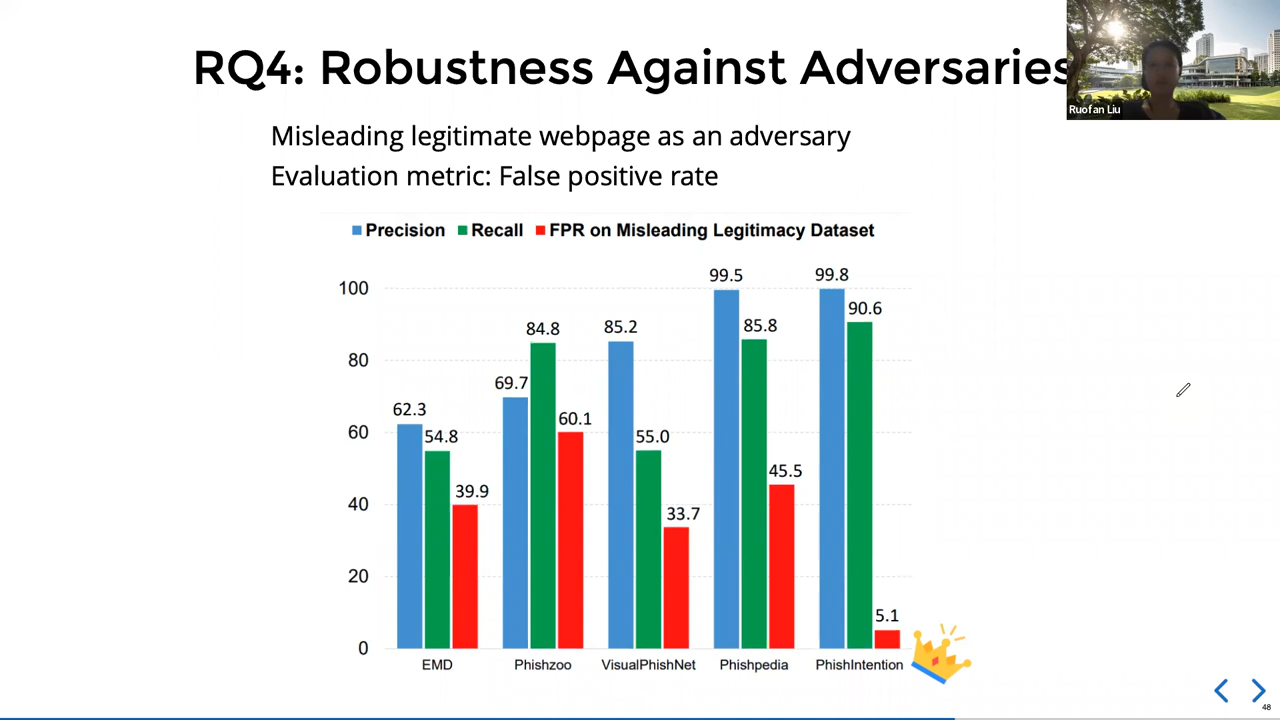 RQ4: Robustness Against Adversaries
Ruofan Liu
Misleading legitimate webpage as an adversary
Evaluation metric: False positive rate
Precision Recall FPR on Misleading Legitimacy Dataset
100
80
60
40
20
0
62.3
54.8
39.9
69.7
84.8
60.1
85.2
55.0
33.7
99.5
85.8
45.5
99.8
90.6
5.1
EMD
Phishzoo
VisualPhishNet
Phishpedia
PhishIntention
48